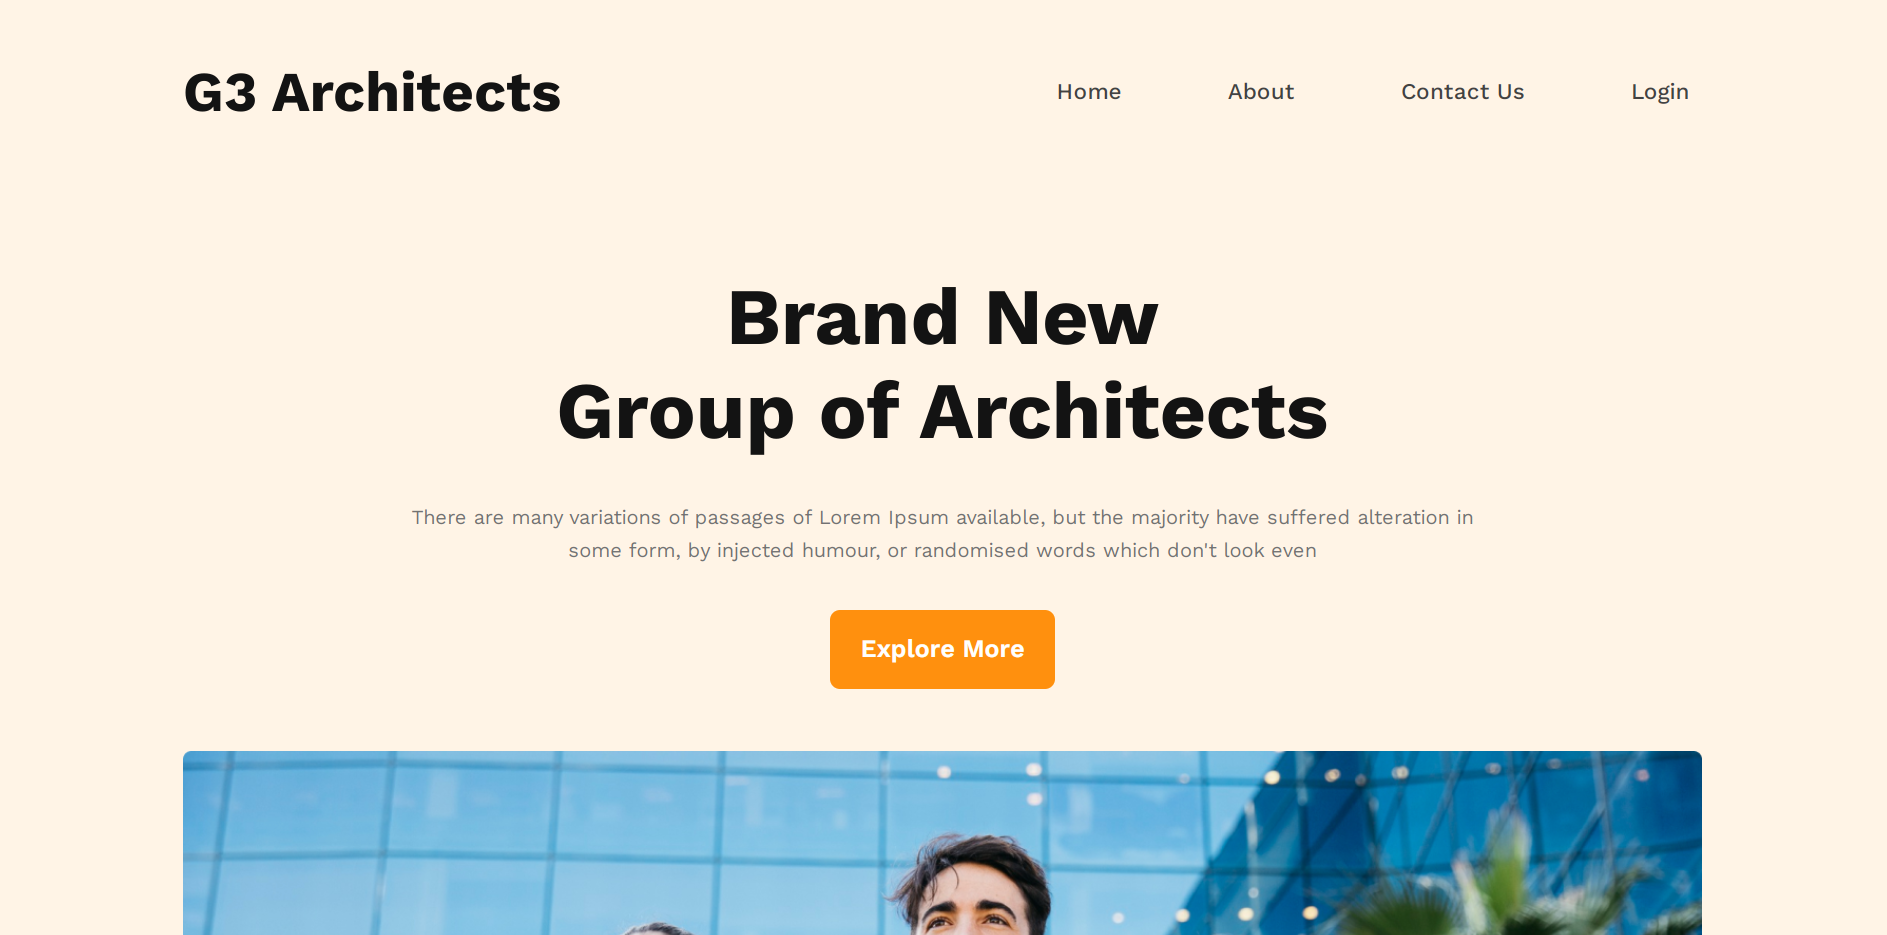 G3 Architects
Home About Contact Us Login
Brand New
Group of Architects
There are many variations of passages of Lorem Ipsum available, but the majority have suffered alteration in
some form, by injected humour, or randomised words which don't look even
Explore More